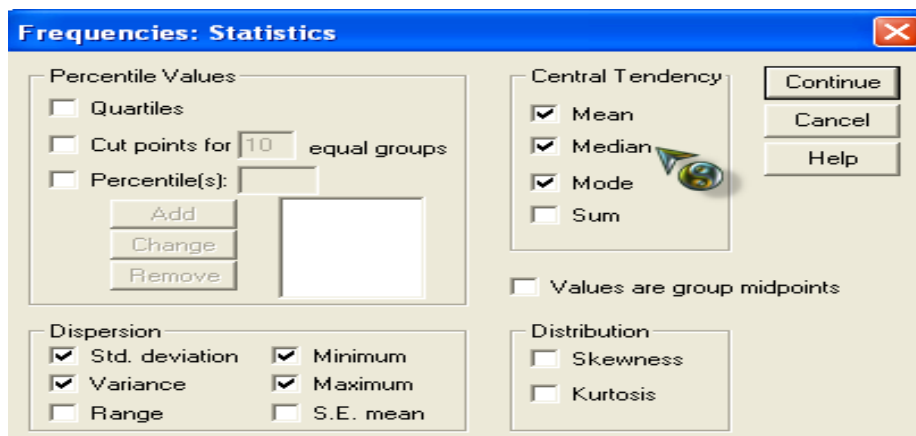 Frequencies: Statistics
Percentile Values
Quartiles
Cut points for 10 equal groups
Percentile(s):
Add
Change
Remove
Central Tendency
Mean
Median
Mode
Sum
Continue
Cancel
Help
Values are group midpoints
Dispersion
Std. deviation Minimum
Variance Maximum
Range S.E. mean
Distribution
Skewness
Kurtosis